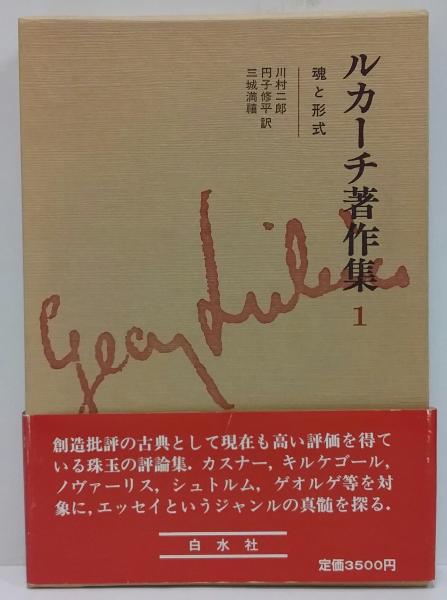 ルカーチ著作集 1
魂と形式
川村二郎
円子修平 訳
三城満禧
創造批評の古典として現在も高い評価を得て
いる珠玉の評論集．カスナー，キルケゴール，
ノヴァーリス，シュトルム，ゲオルゲ等を対
象に，エッセイというジャンルの真髄を探る．
白水社
定価3500円